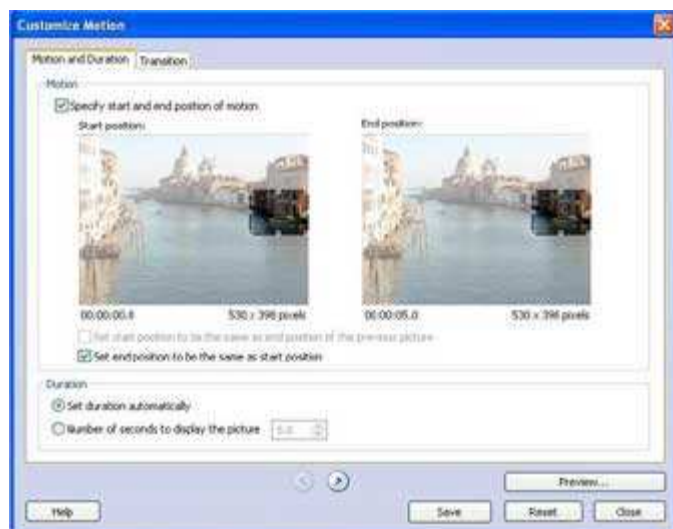 Customize Motion
Motion and Duration Transition
Motion
Specify start and end position of motion
Start position: End position:
00:00:00.0 530 x 398 pixels 00:00:05.0 530 x 398 pixels
Set start position to be the same as end position of the previous picture
Set end position to be the same as start position
Duration
Set duration automatically
Number of seconds to display the picture 5.0
Preview...
Help Save Reset Close